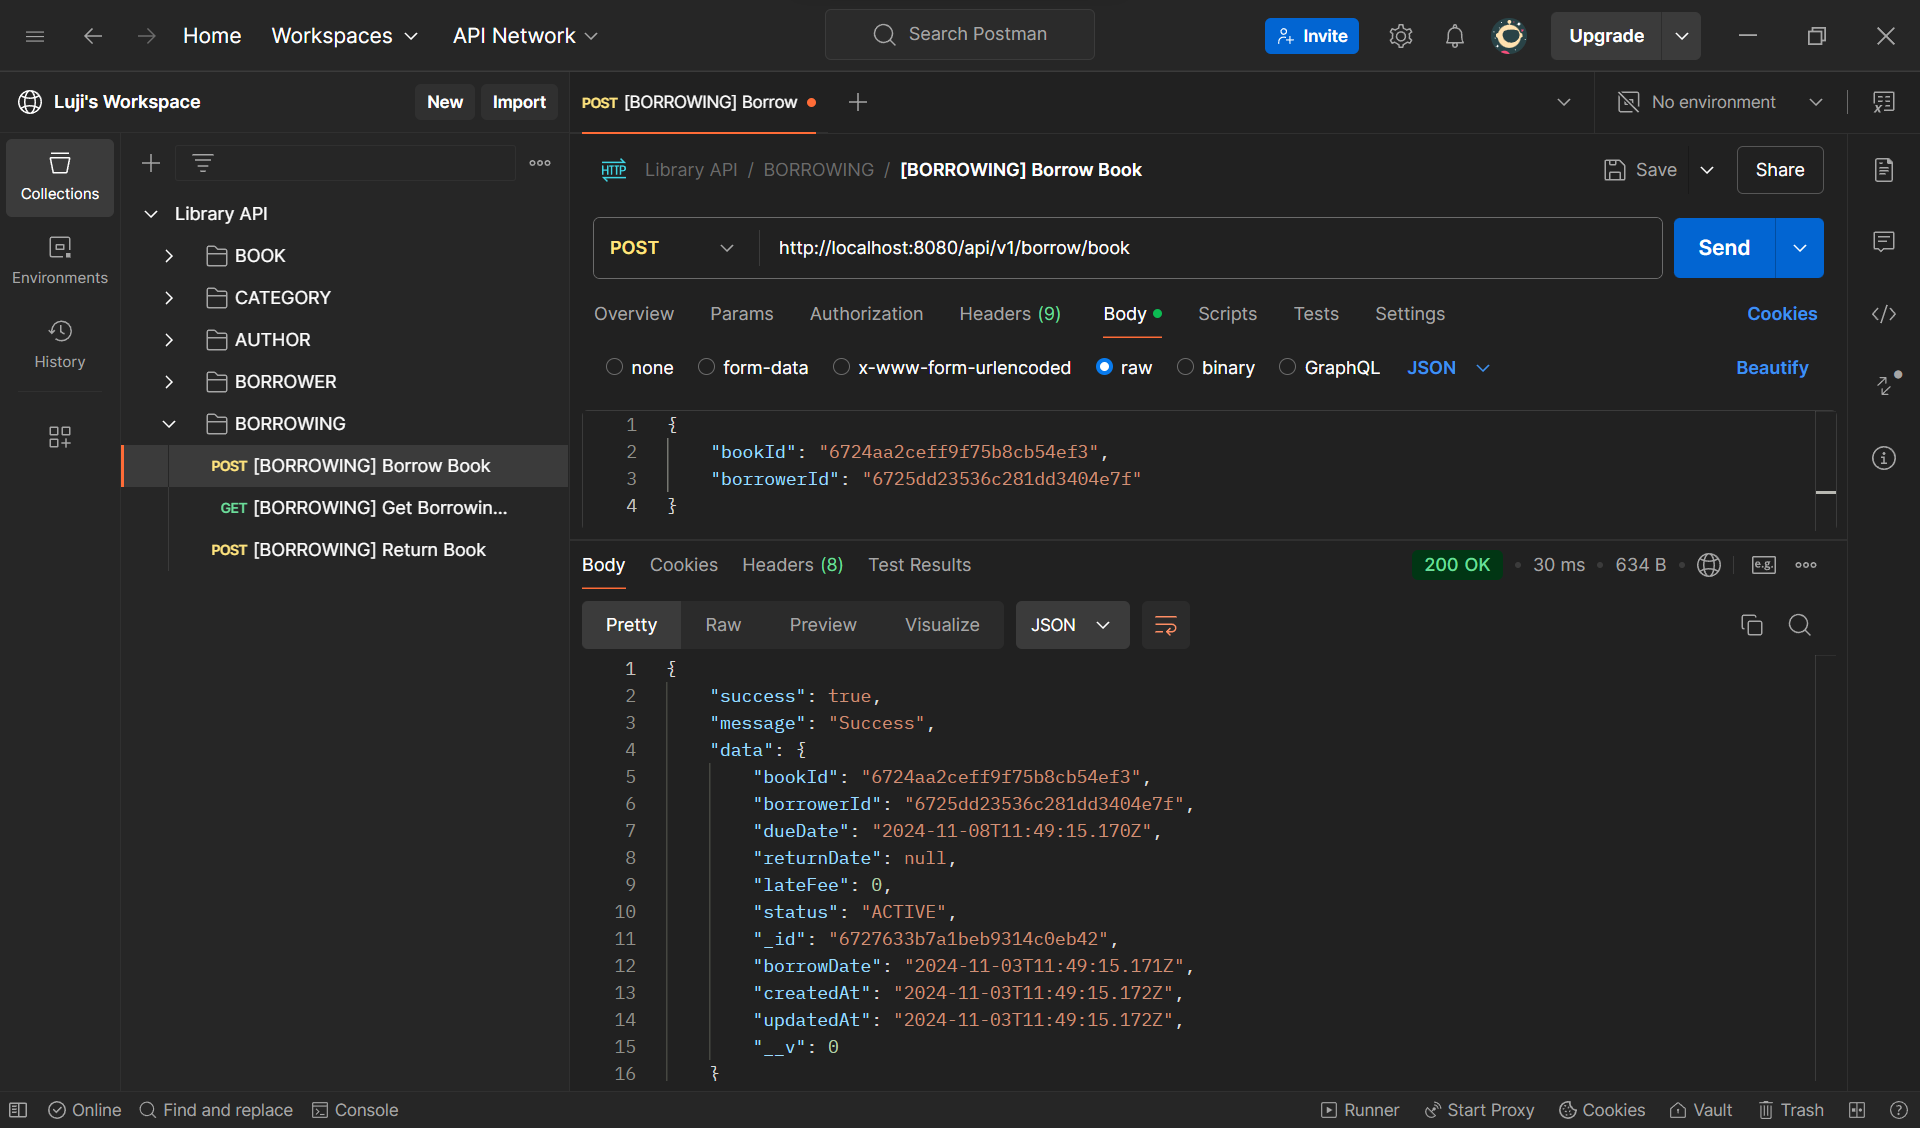 Home Workspaces API Network Search Postman Invite Upgrade
Luji's Workspace New Import
POST [BORROWING] Borrow No environment
Collections
Environments
History
Library API
BOOK
CATEGORY
AUTHOR
BORROWER
BORROWING
POST [BORROWING] Borrow Book
GET [BORROWING] Get Borrowin...
POST [BORROWING] Return Book
HTTP Library API / BORROWING / [BORROWING] Borrow Book Save Share
POST http://localhost:8080/api/v1/borrow/book Send
Overview Params Authorization Headers (9) Body Scripts Tests Settings Cookies
none form-data x-www-form-urlencoded raw binary GraphQL JSON Beautify
1 {
2 "bookId": "6724aa2ceff9f75b8cb54ef3",
3 "borrowerId": "6725dd23536c281dd3404e7f"
4 }
Body Cookies Headers (8) Test Results 200 OK • 30 ms • 634 B • e.g.
Pretty Raw Preview Visualize JSON
1 {
2 "success": true,
3 "message": "Success",
4 "data": {
5 "bookId": "6724aa2ceff9f75b8cb54ef3",
6 "borrowerId": "6725dd23536c281dd3404e7f",
7 "dueDate": "2024-11-08T11:49:15.170Z",
8 "returnDate": null,
9 "lateFee": 0,
10 "status": "ACTIVE",
11 "_id": "6727633b7a1beb9314c0eb42",
12 "borrowDate": "2024-11-03T11:49:15.171Z",
13 "createdAt": "2024-11-03T11:49:15.172Z",
14 "updatedAt": "2024-11-03T11:49:15.172Z",
15 "__v": 0
16 }
Online Find and replace Console Runner Start Proxy Cookies Vault Trash